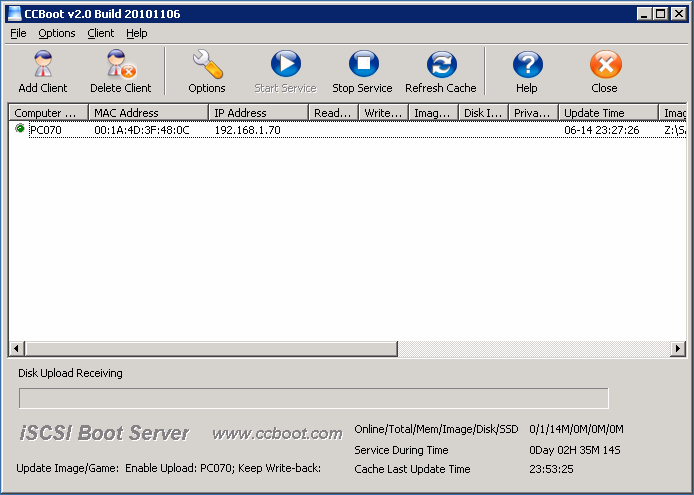 CCBoot v2.0 Build 20101106
File Options Client Help
Add Client Delete Client Options Start Service Stop Service Refresh Cache Help Close
Computer ... MAC Address IP Address Read... Write... Imag... Disk I... Priva... Update Time Imag
PC070 00:1A:4D:3F:48:0C 192.168.1.70 06-14 23:27:26 Z:\S
Disk Upload Receiving
iSCSI Boot Server www.ccboot.com Online/Total/Mem/Image/Disk/SSD 0/1/14M/0M/0M/0M
Service During Time 0Day 02H 35M 14S
Update Image/Game: Enable Upload: PC070; Keep Write-back: Cache Last Update Time 23:53:25